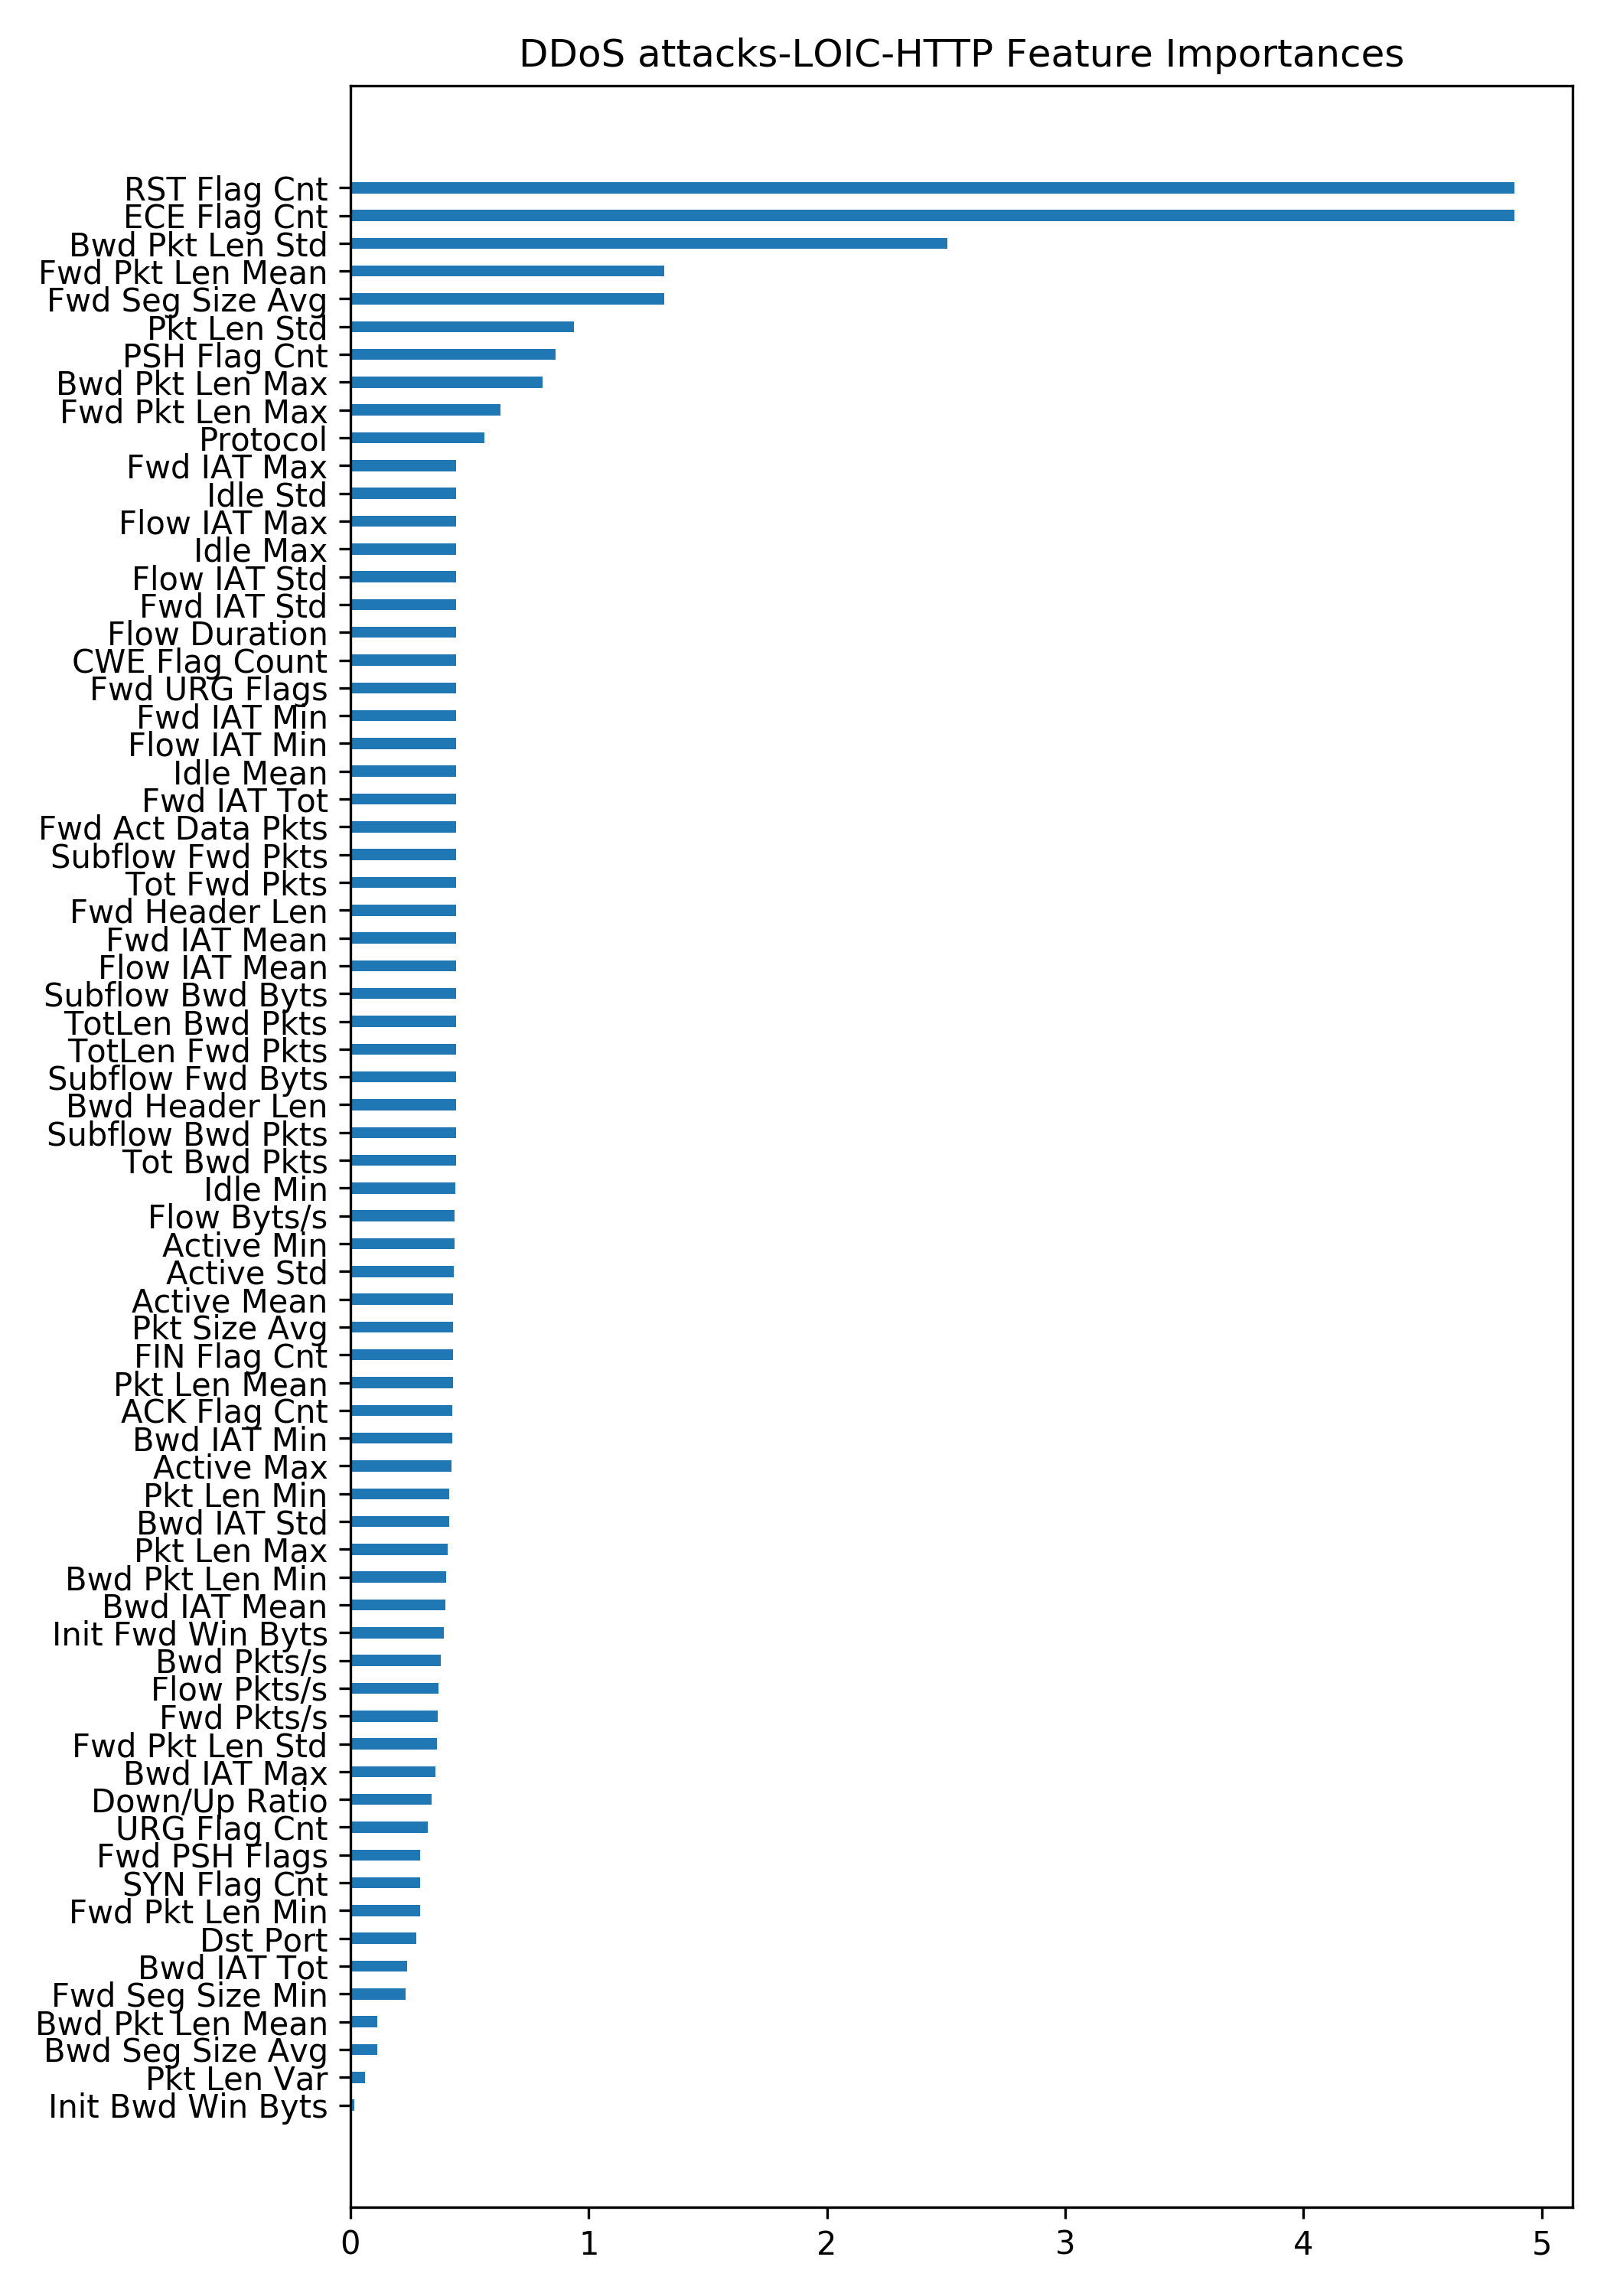 DDoS attacks-LOIC-HTTP Feature Importances
RST Flag Cnt
ECE Flag Cnt
Bwd Pkt Len Std
Fwd Pkt Len Mean
Fwd Seg Size Avg
Pkt Len Std
PSH Flag Cnt
Bwd Pkt Len Max
Fwd Pkt Len Max
Protocol
Fwd IAT Max
Idle Std
Flow IAT Max
Idle Max
Flow IAT Std
Fwd IAT Std
Flow Duration
CWE Flag Count
Fwd URG Flags
Fwd IAT Min
Flow IAT Min
Idle Mean
Fwd IAT Tot
Fwd Act Data Pkts
Subflow Fwd Pkts
Tot Fwd Pkts
Fwd Header Len
Fwd IAT Mean
Flow IAT Mean
Subflow Bwd Byts
TotLen Bwd Pkts
TotLen Fwd Pkts
Subflow Fwd Byts
Bwd Header Len
Subflow Bwd Pkts
Tot Bwd Pkts
Idle Min
Flow Byts/s
Active Min
Active Std
Active Mean
Pkt Size Avg
FIN Flag Cnt
Pkt Len Mean
ACK Flag Cnt
Bwd IAT Min
Active Max
Pkt Len Min
Bwd IAT Std
Pkt Len Max
Bwd Pkt Len Min
Bwd IAT Mean
Init Fwd Win Byts
Bwd Pkts/s
Flow Pkts/s
Fwd Pkts/s
Fwd Pkt Len Std
Bwd IAT Max
Down/Up Ratio
URG Flag Cnt
Fwd PSH Flags
SYN Flag Cnt
Fwd Pkt Len Min
Dst Port
Bwd IAT Tot
Fwd Seg Size Min
Bwd Pkt Len Mean
Bwd Seg Size Avg
Pkt Len Var
Init Bwd Win Byts
0 1 2 3 4 5